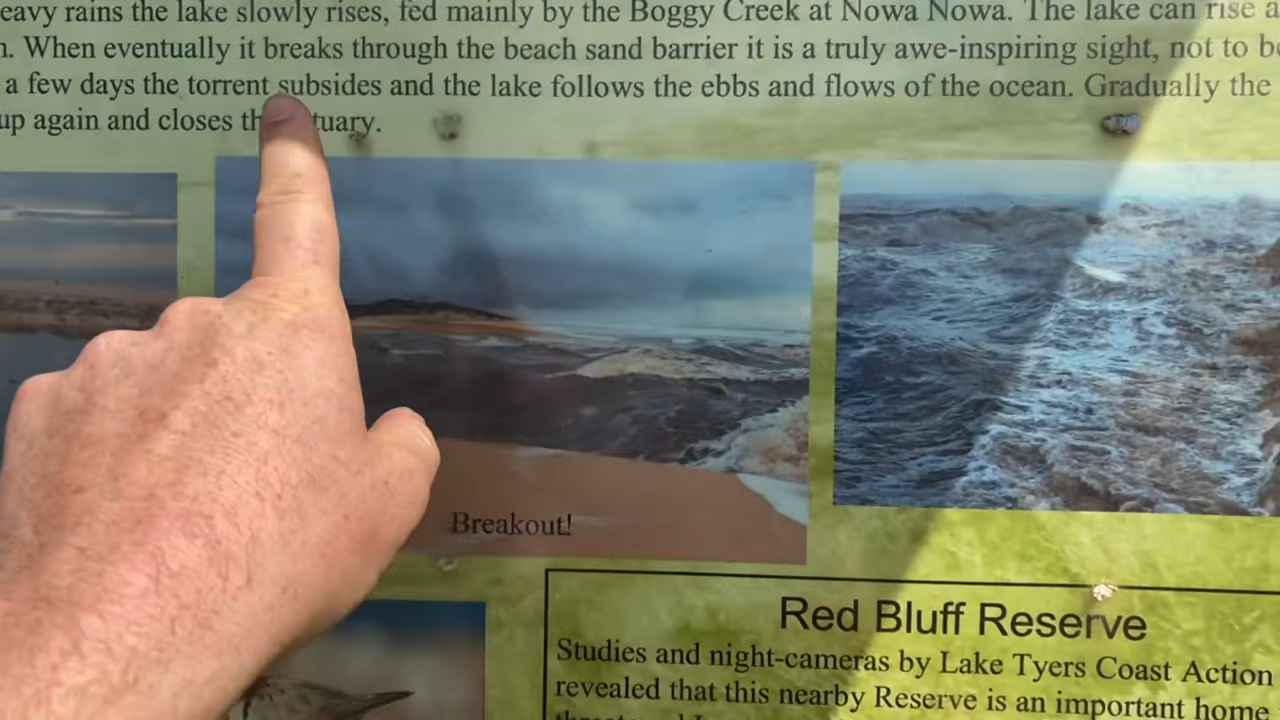 eavy rains the lake slowly rises, fed mainly by the Boggy Creek at Nowa Nowa. The lake can rise a
. When eventually it breaks through the beach sand barrier it is a truly awe-inspiring sight, not to b
a few days the torrent subsides and the lake follows the ebbs and flows of the ocean. Gradually the
up again and closes th tuary.
Breakout!
Red Bluff Reserve
Studies and night-cameras by Lake Tyers Coast Action
revealed that this nearby Reserve is an important home